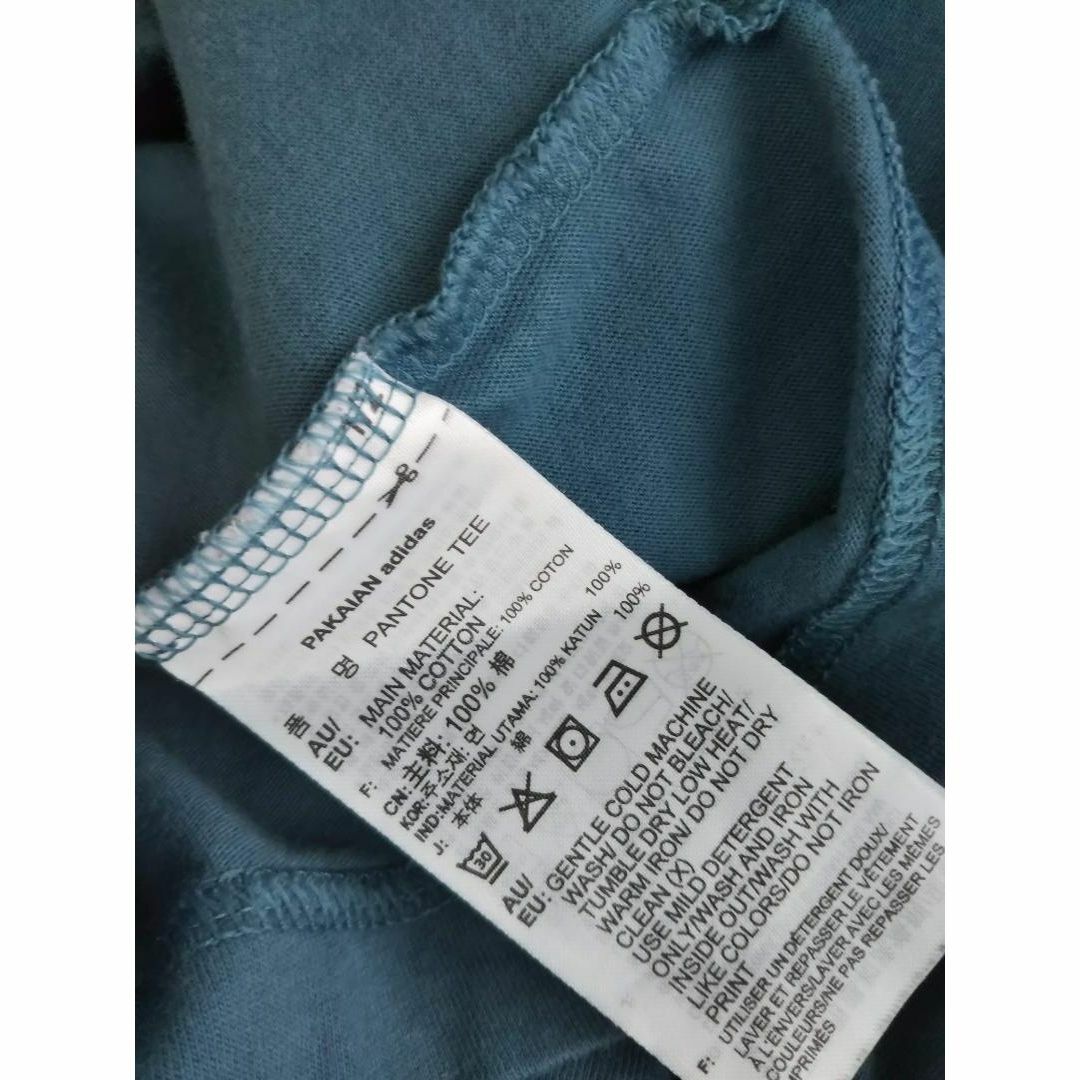 1/2
PAKAIAN adidas
품 명 PANTONE TEE
AU/
EU: MAIN MATERIAL:
100% COTTON
F: MATIÈRE PRINCIPALE: 100% COTON
CN: 主料: 100% 棉
KOR: 주소재: 면 100%
IND: MATERIAL UTAMA: 100% KATUN
J: 本体 綿 100%
30
AU/
EU: GENTLE COLD MACHINE
WASH/ DO NOT BLEACH/
TUMBLE DRY LOW HEAT/
WARM IRON/ DO NOT DRY
CLEAN (X)
USE MILD DETERGENT
ONLY/WASH AND IRON
INSIDE OUT/WASH WITH
LIKE COLORS/DO NOT IRON
PRINT
F: UTILISER UN DÉTERGENT DOUX/
LAVER ET REPASSER LE VÊTEMENT
À L'ENVERS/LAVER AVEC LES MÊMES
COULEURS/NE PAS REPASSER LES
IMPRIMÉS